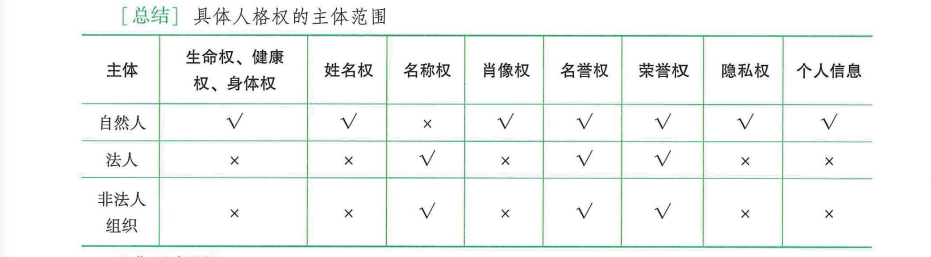 ［总结］ 具体人格权的主体范围
主体 生命权、健康权、身体权 姓名权 名称权 肖像权 名誉权 荣誉权 隐私权 个人信息
自然人 √ √ × √ √ √ √ √
法人 × × √ × √ √ × ×
非法人组织 × × √ × √ √ × ×